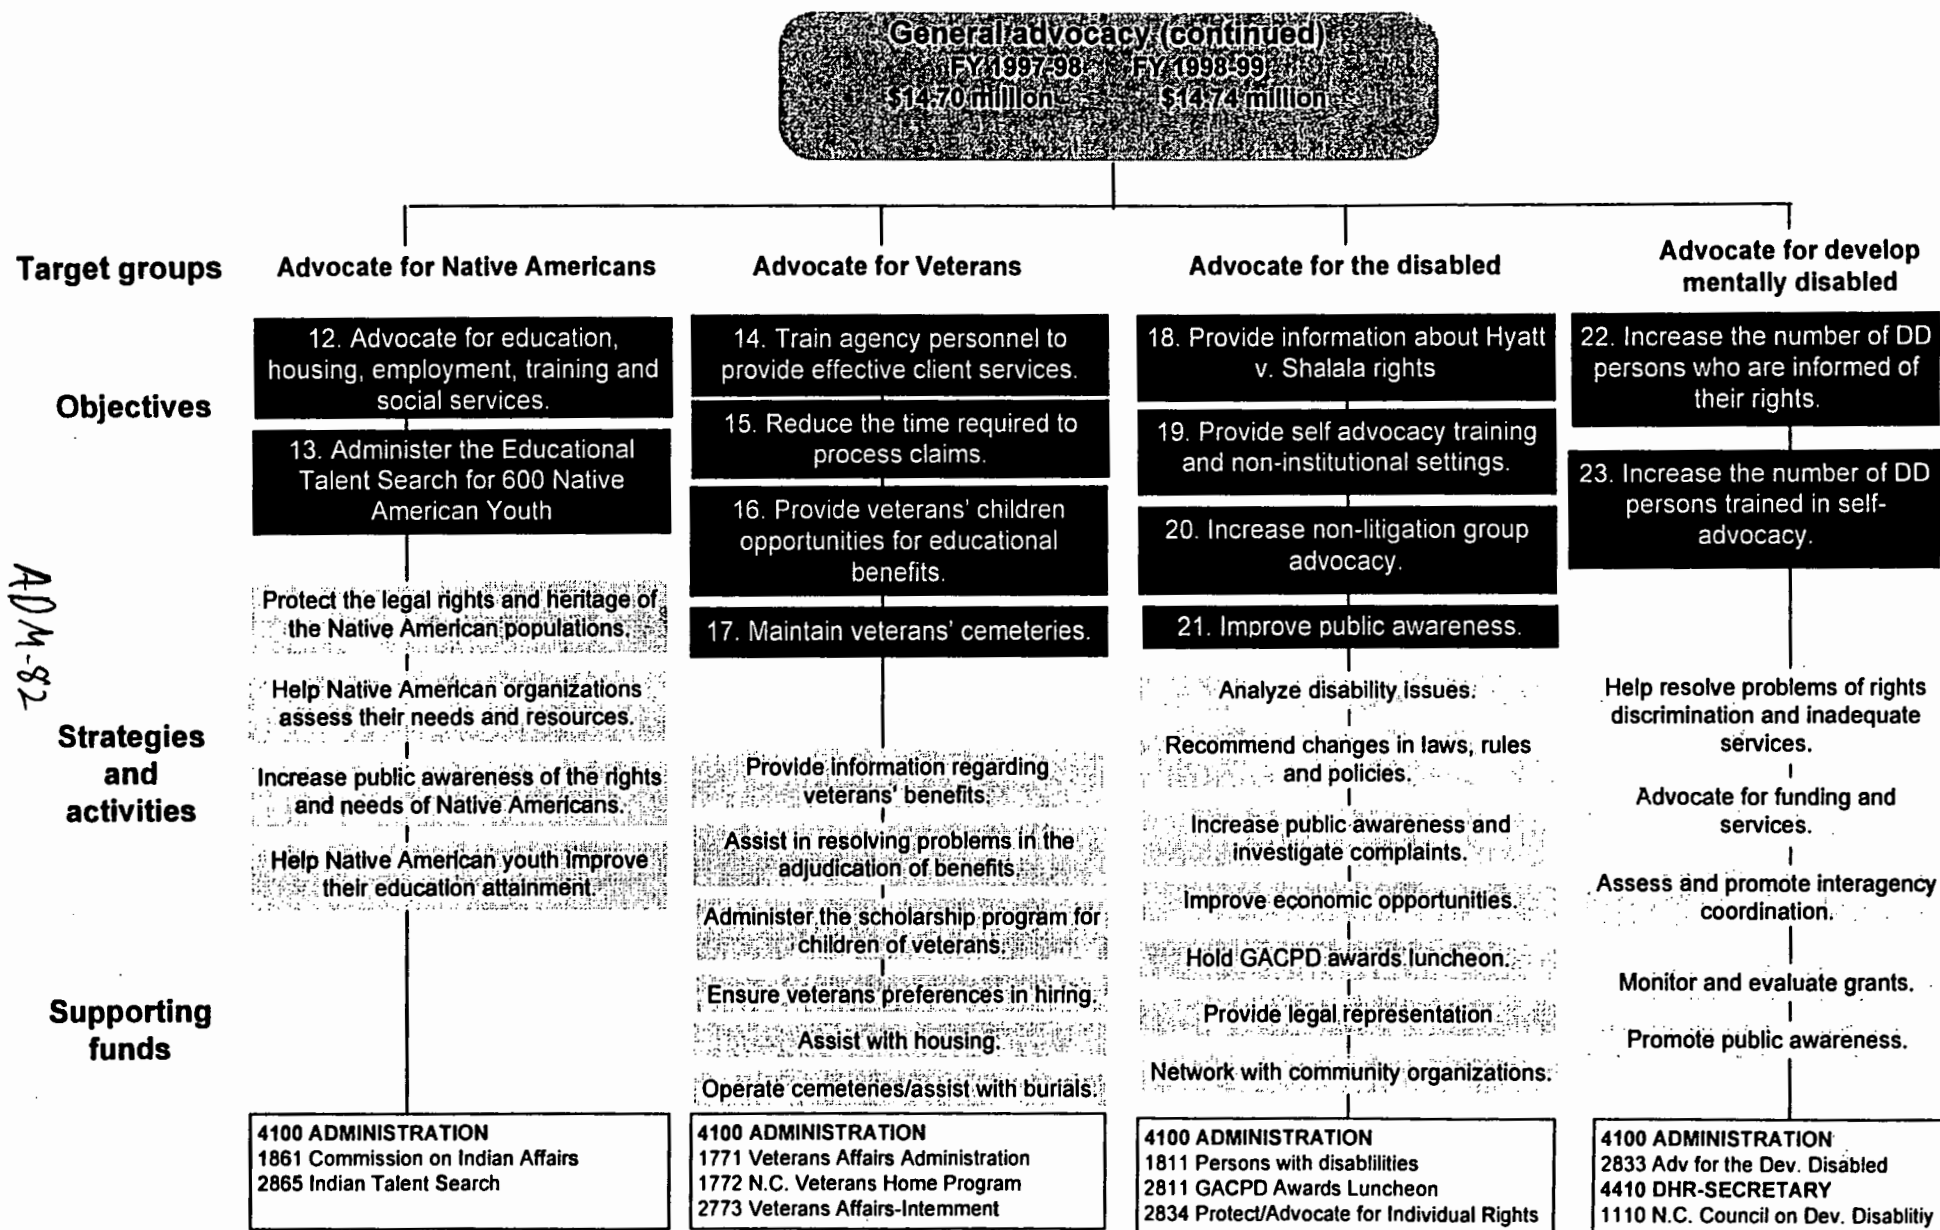 General advocacy (continued)
FY 1997-98 FY 1998-99
$14.70 million $14.74 million
Target groups
Objectives
Strategies
and
activities
Supporting
funds
ADM-82
Advocate for Native Americans
12. Advocate for education,
housing, employment, training and
social services.
13. Administer the Educational
Talent Search for 600 Native
American Youth
Protect the legal rights and heritage of
the Native American populations.
Help Native American organizations
assess their needs and resources.
Increase public awareness of the rights
and needs of Native Americans.
Help Native American youth improve
their education attainment.
4100 ADMINISTRATION
1861 Commission on Indian Affairs
2865 Indian Talent Search
Advocate for Veterans
14. Train agency personnel to
provide effective client services.
15. Reduce the time required to
process claims.
16. Provide veterans' children
opportunities for educational
benefits.
17. Maintain veterans' cemeteries.
Provide information regarding
veterans' benefits.
Assist in resolving problems in the
adjudication of benefits
Administer the scholarship program for
children of veterans.
Ensure veterans preferences in hiring.
Assist with housing.
Operate cemeteries/assist with burials.
4100 ADMINISTRATION
1771 Veterans Affairs Administration
1772 N.C. Veterans Home Program
2773 Veterans Affairs-Intemment
Advocate for the disabled
18. Provide information about Hyatt
v. Shalala rights
19. Provide self advocacy training
and non-institutional settings.
20. Increase non-litigation group
advocacy.
21. Improve public awareness.
Analyze disability issues.
Recommend changes in laws, rules
and policies.
Increase public awareness and
investigate complaints.
Improve economic opportunities.
Hold GACPD awards luncheon.
Provide legal representation
Network with community organizations.
4100 ADMINISTRATION
1811 Persons with disablilities
2811 GACPD Awards Luncheon
2834 Protect/Advocate for Individual Rights
Advocate for develop
mentally disabled
22. Increase the number of DD
persons who are informed of
their rights.
23. Increase the number of DD
persons trained in self-
advocacy.
Help resolve problems of rights
discrimination and inadequate
services.
Advocate for funding and
services.
Assess and promote interagency
coordination.
Monitor and evaluate grants.
Promote public awareness.
4100 ADMINISTRATION
2833 Adv for the Dev. Disabled
4410 DHR-SECRETARY
1110 N.C. Council on Dev. Disablitiy